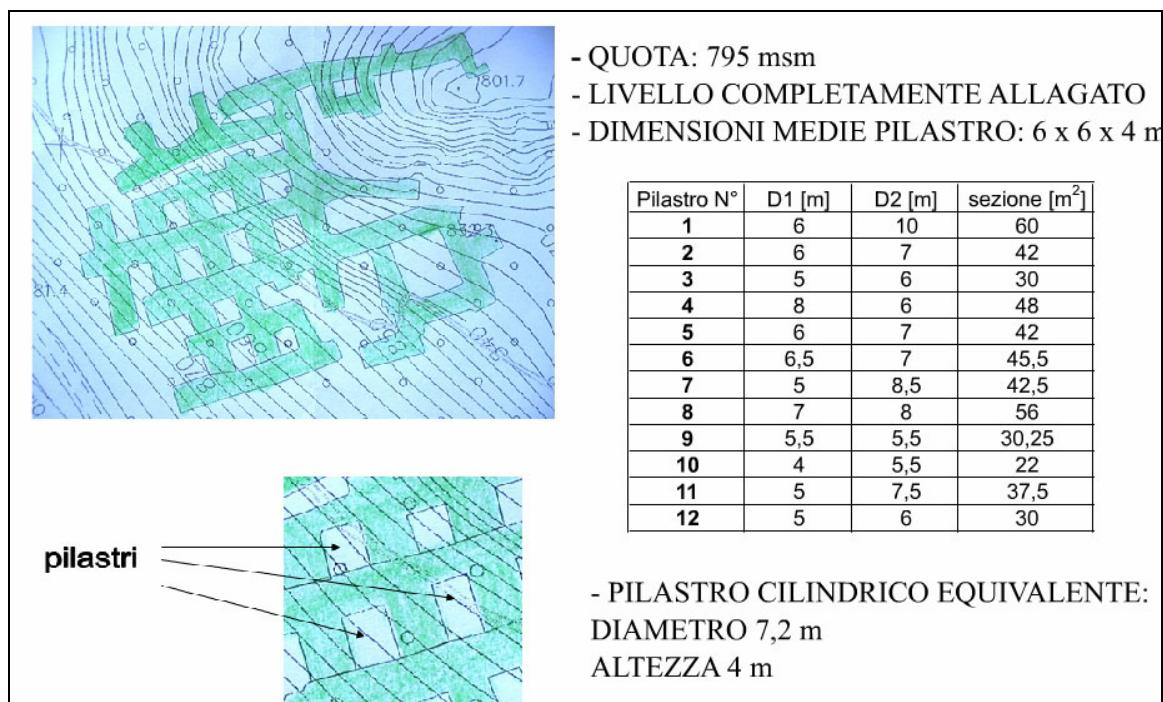 - QUOTA: 795 msm
- LIVELLO COMPLETAMENTE ALLAGATO
- DIMENSIONI MEDIE PILASTRO: 6 x 6 x 4 m
801.7
Pilastro N° D1 [m] D2 [m] sezione [m²]
1 6 10 60
2 6 7 42
3 5 6 30
4 8 6 48
5 6 7 42
6 6,5 7 45,5
7 5 8,5 42,5
8 7 8 56
9 5,5 5,5 30,25
10 4 5,5 22
11 5 7,5 37,5
12 5 6 30
81.4
pilastri
- PILASTRO CILINDRICO EQUIVALENTE:
DIAMETRO 7,2 m
ALTEZZA 4 m